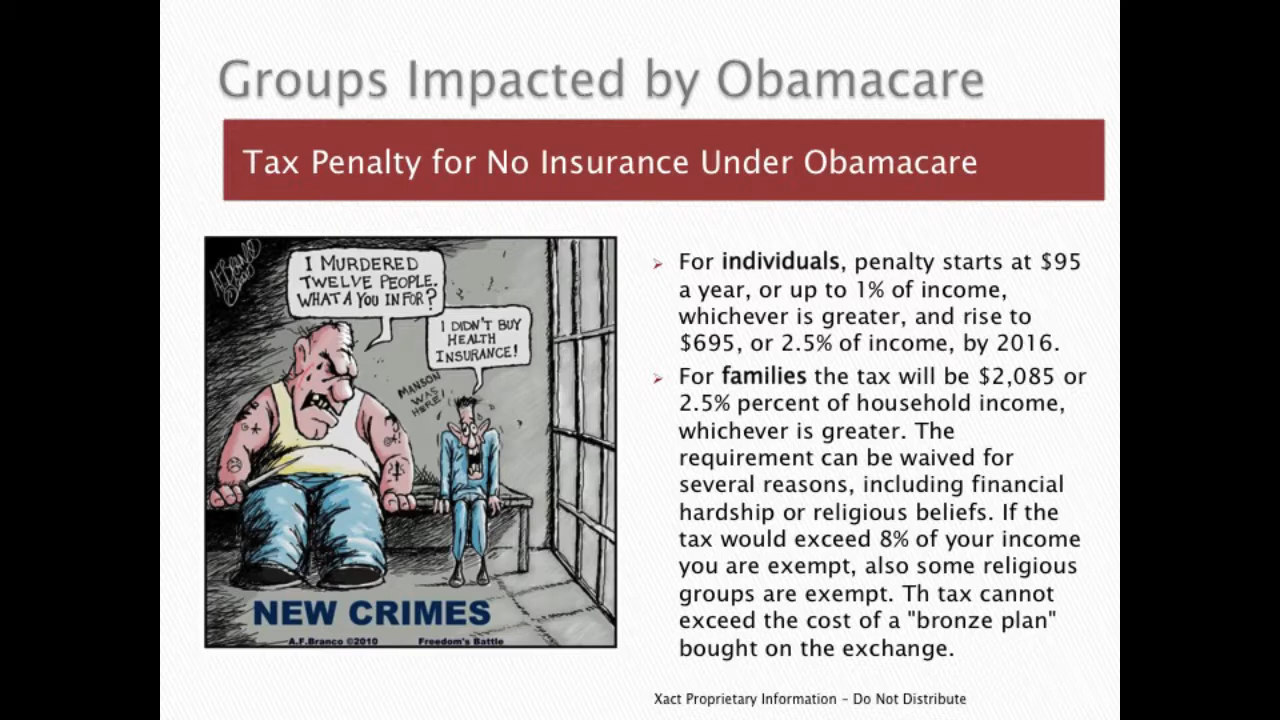 Groups Impacted by Obamacare
Tax Penalty for No Insurance Under Obamacare
I MURDERED
TWELVE PEOPLE.
WHAT A YOU IN FOR?
I DIDN'T BUY
HEALTH
INSURANCE!
MANSON
WAS
HERE!
NEW CRIMES
A.F.Branco ©2010 Freedom's Battle
For individuals, penalty starts at $95
a year, or up to 1% of income,
whichever is greater, and rise to
$695, or 2.5% of income, by 2016.
For families the tax will be $2,085 or
2.5% percent of household income,
whichever is greater. The
requirement can be waived for
several reasons, including financial
hardship or religious beliefs. If the
tax would exceed 8% of your income
you are exempt, also some religious
groups are exempt. Th tax cannot
exceed the cost of a "bronze plan"
bought on the exchange.
Xact Proprietary Information – Do Not Distribute